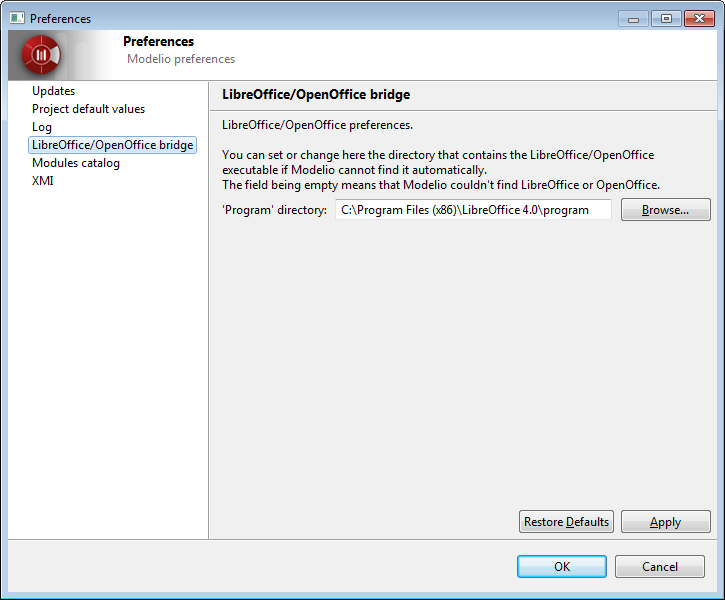 Preferences
Preferences
Modelio preferences
Updates
Project default values
Log
LibreOffice/OpenOffice bridge
Modules catalog
XMI
LibreOffice/OpenOffice bridge
LibreOffice/OpenOffice preferences.
You can set or change here the directory that contains the LibreOffice/OpenOffice
executable if Modelio cannot find it automatically.
The field being empty means that Modelio couldn't find LibreOffice or OpenOffice.
'Program' directory: C:\Program Files (x86)\LibreOffice 4.0\program Browse...
Restore Defaults Apply
OK Cancel